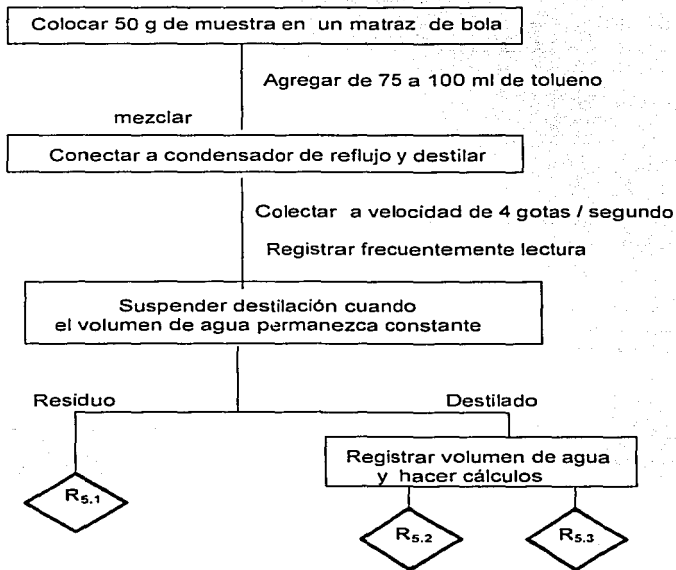 Colocar 50 g de muestra en un matraz de bola
Agregar de 75 a 100 ml de tolueno
mezclar
Conectar a condensador de reflujo y destilar
Colectar a velocidad de 4 gotas / segundo
Registrar frecuentemente lectura
Suspender destilación cuando
el volumen de agua permanezca constante
Residuo
Destilado
Registrar volumen de agua
y hacer cálculos
R5.1
R5.2
R5.3